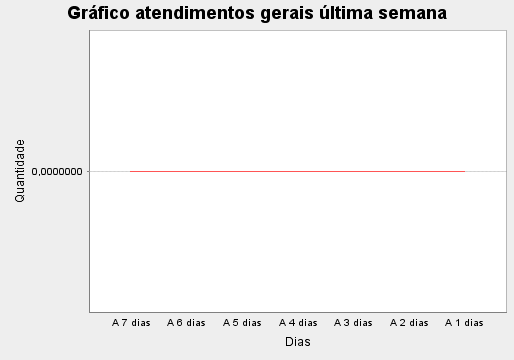 Gráfico atendimentos gerais última semana
Quantidade
0,0000000
A 7 dias A 6 dias A 5 dias A 4 dias A 3 dias A 2 dias A 1 dias
Dias